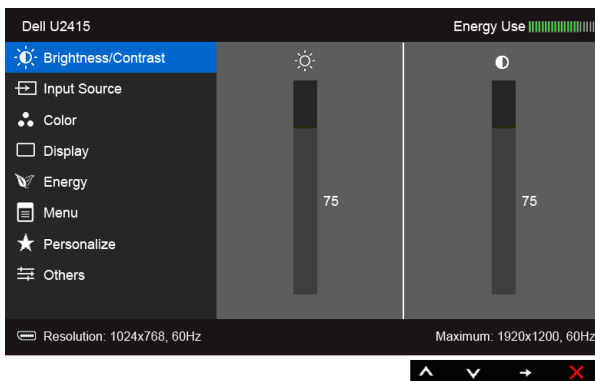 Dell U2415
Energy Use
Brightness/Contrast
Input Source
Color
Display
Energy
Menu
Personalize
Others
75
75
Resolution: 1024x768, 60Hz
Maximum: 1920x1200, 60Hz